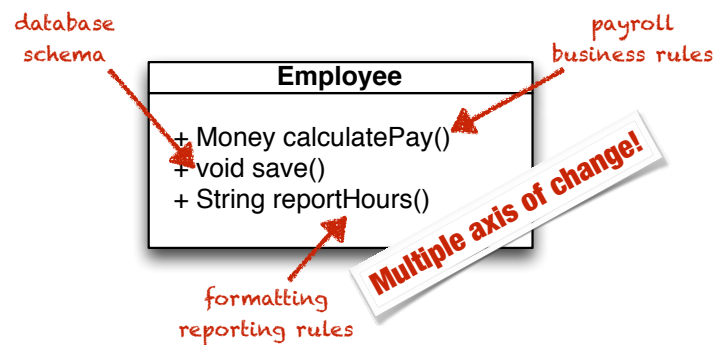 database
schema
payroll
business rules
Employee
+ Money calculatePay()
+ void save()
+ String reportHours()
Multiple axis of change!
formatting
reporting rules